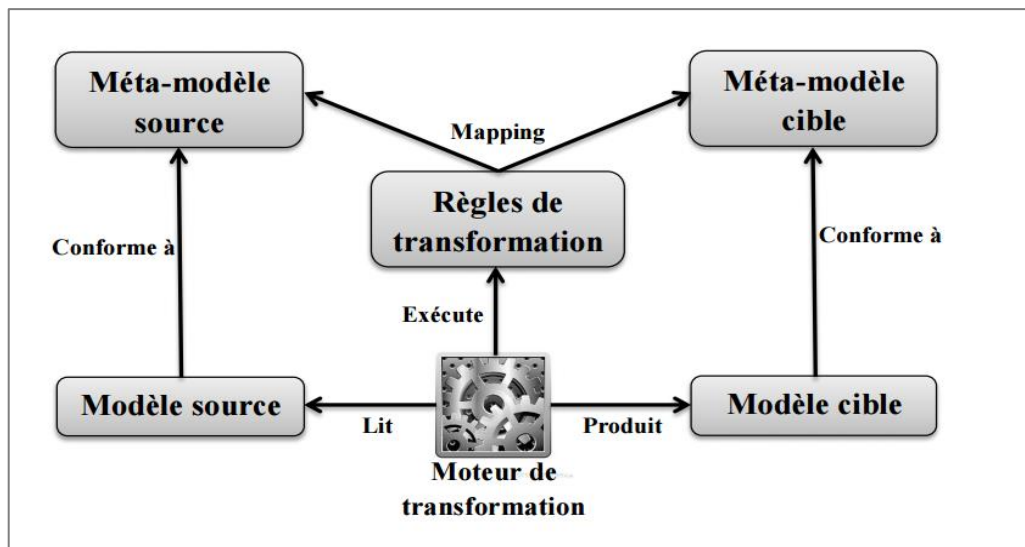 Méta-modèle
source
Méta-modèle
cible
Mapping
Règles de
transformation
Conforme à
Conforme à
Exécute
Modèle source
Modèle cible
Lit
Produit
Moteur de
transformation